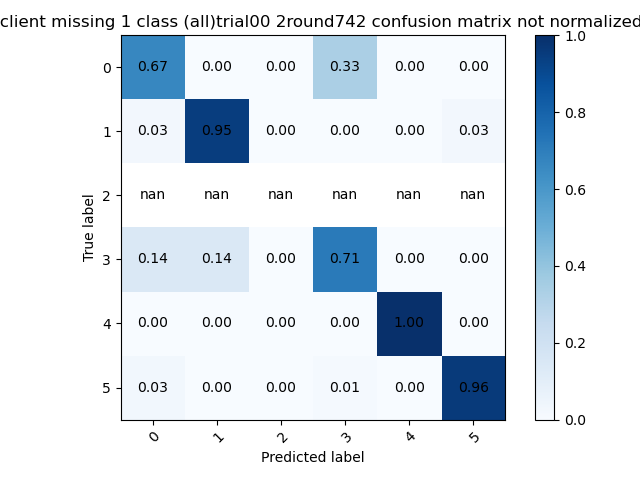 client missing 1 class (all)trial00 2round742 confusion matrix not normalized
True label
0 0.67 0.00 0.00 0.33 0.00 0.00
1 0.03 0.95 0.00 0.00 0.00 0.03
2 nan nan nan nan nan nan
3 0.14 0.14 0.00 0.71 0.00 0.00
4 0.00 0.00 0.00 0.00 1.00 0.00
5 0.03 0.00 0.00 0.01 0.00 0.96
0 1 2 3 4 5
Predicted label
1.0
0.8
0.6
0.4
0.2
0.0